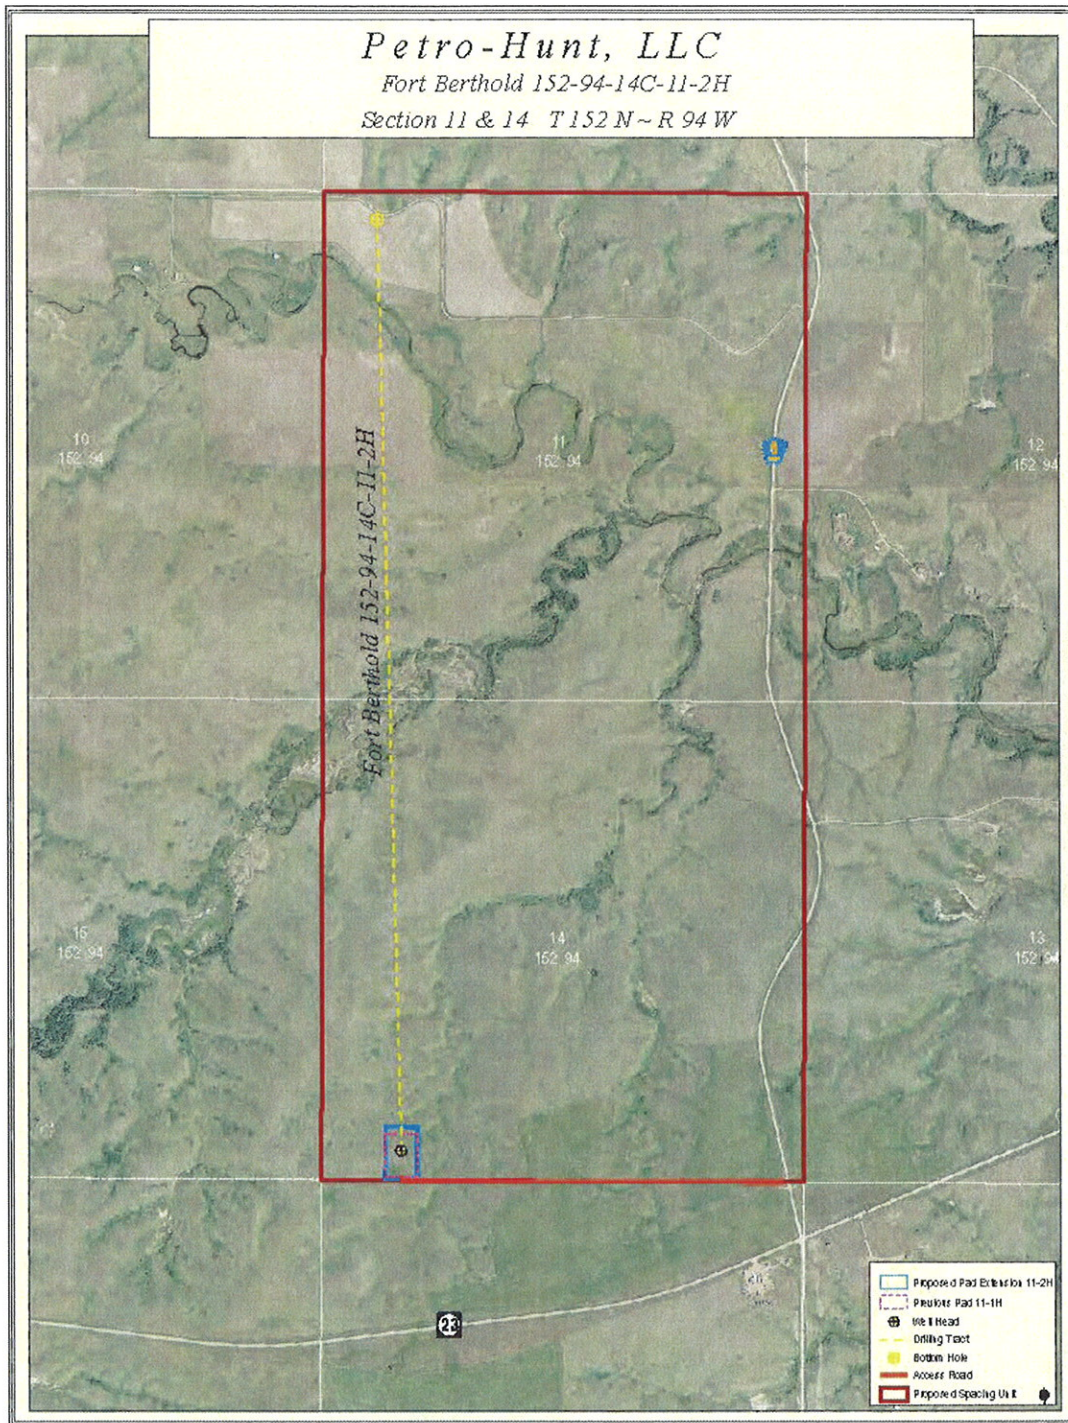 Petro-Hunt, LLC
Fort Berthold 152-94-14C-11-2H
Section 11 & 14 T 152 N ~ R 94 W
10
152 94
11
152 94
12
152 94
Fort Berthold 152-94-14C-11-2H
15
152 94
14
152 94
13
152 94
23
Proposed Pad Extension 11-2H
Previous Pad 11-1H
Well Head
Drilling Tract
Bottom Hole
Access Road
Proposed Spacing Unit